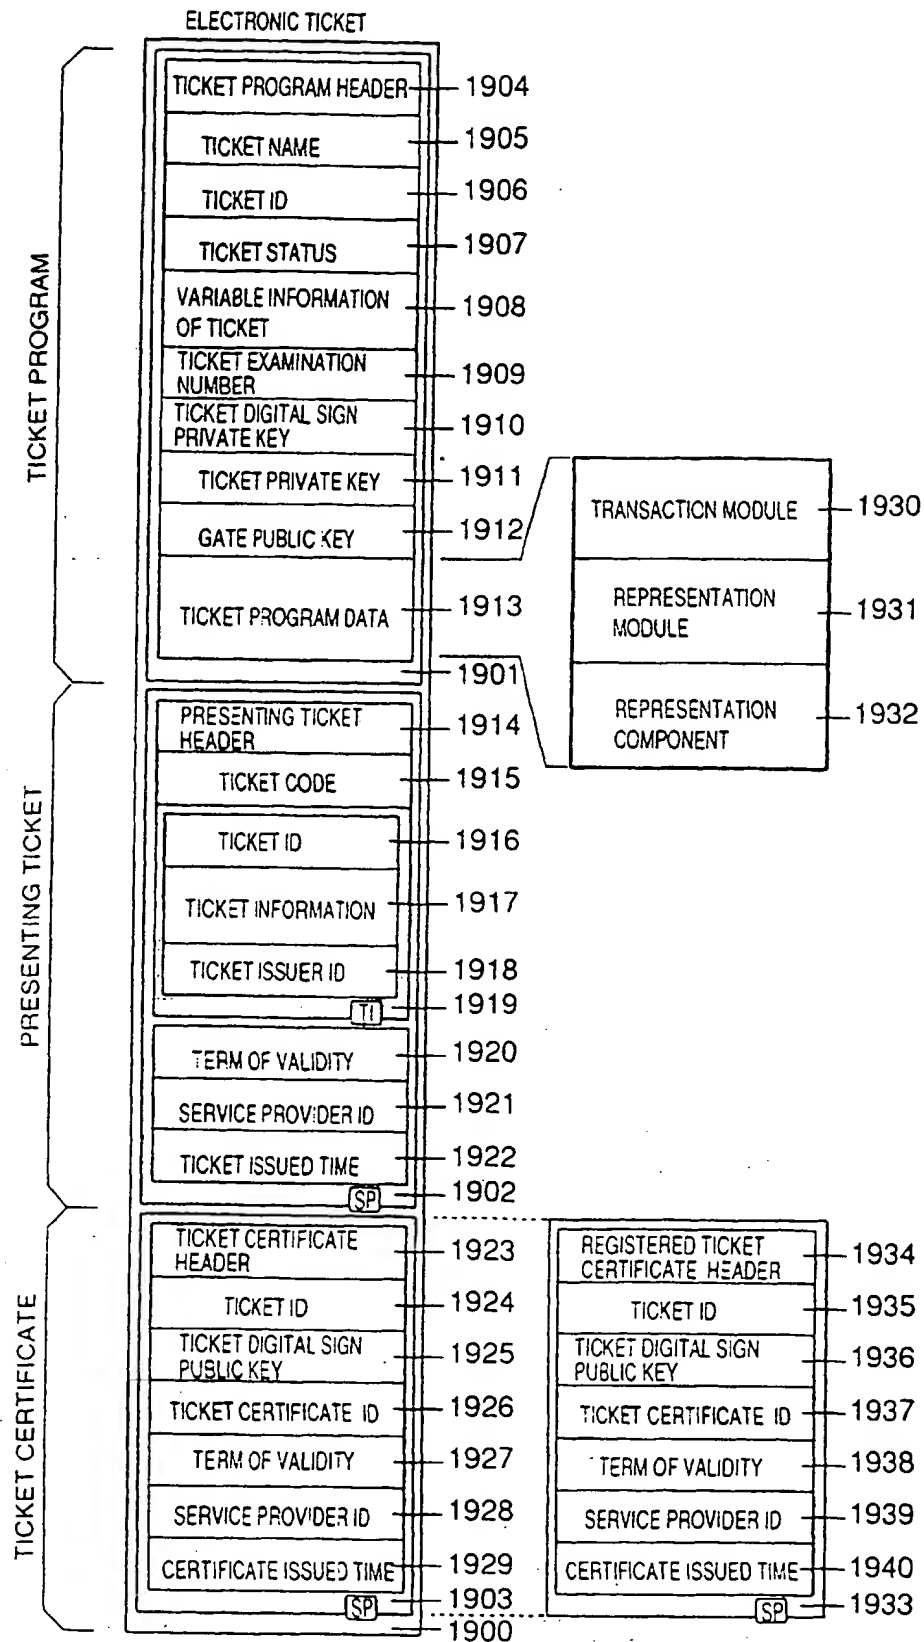 ELECTRONIC TICKET
TICKET PROGRAM
TICKET PROGRAM HEADER 1904
TICKET NAME 1905
TICKET ID 1906
TICKET STATUS 1907
VARIABLE INFORMATION
OF TICKET 1908
TICKET EXAMINATION
NUMBER 1909
TICKET DIGITAL SIGN
PRIVATE KEY 1910
TICKET PRIVATE KEY 1911
GATE PUBLIC KEY 1912
TICKET PROGRAM DATA 1913
1901
TRANSACTION MODULE 1930
REPRESENTATION
MODULE 1931
REPRESENTATION
COMPONENT 1932
PRESENTING TICKET
PRESENTING TICKET
HEADER 1914
TICKET CODE 1915
TICKET ID 1916
TICKET INFORMATION 1917
TICKET ISSUER ID 1918
TI 1919
TERM OF VALIDITY 1920
SERVICE PROVIDER ID 1921
TICKET ISSUED TIME 1922
SP 1902
TICKET CERTIFICATE
TICKET CERTIFICATE
HEADER 1923
TICKET ID 1924
TICKET DIGITAL SIGN
PUBLIC KEY 1925
TICKET CERTIFICATE ID 1926
TERM OF VALIDITY 1927
SERVICE PROVIDER ID 1928
CERTIFICATE ISSUED TIME 1929
SP 1903
1900
REGISTERED TICKET
CERTIFICATE HEADER 1934
TICKET ID 1935
TICKET DIGITAL SIGN
PUBLIC KEY 1936
TICKET CERTIFICATE ID 1937
TERM OF VALIDITY 1938
SERVICE PROVIDER ID 1939
CERTIFICATE ISSUED TIME 1940
SP 1933